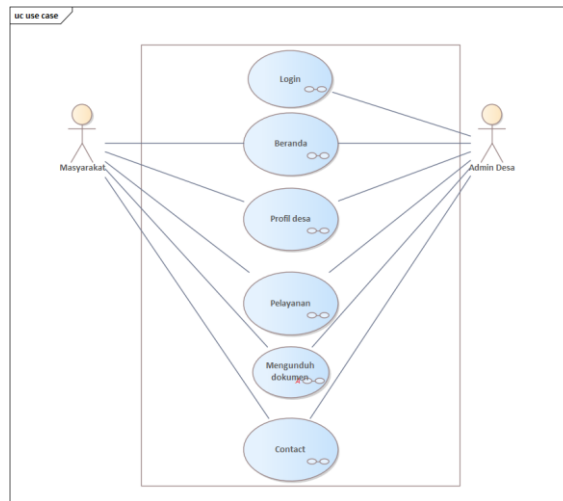 uc use case
Login
Beranda
Masyarakat
Admin Desa
Profil desa
Pelayanan
Mengunduh
dokumen
Contact